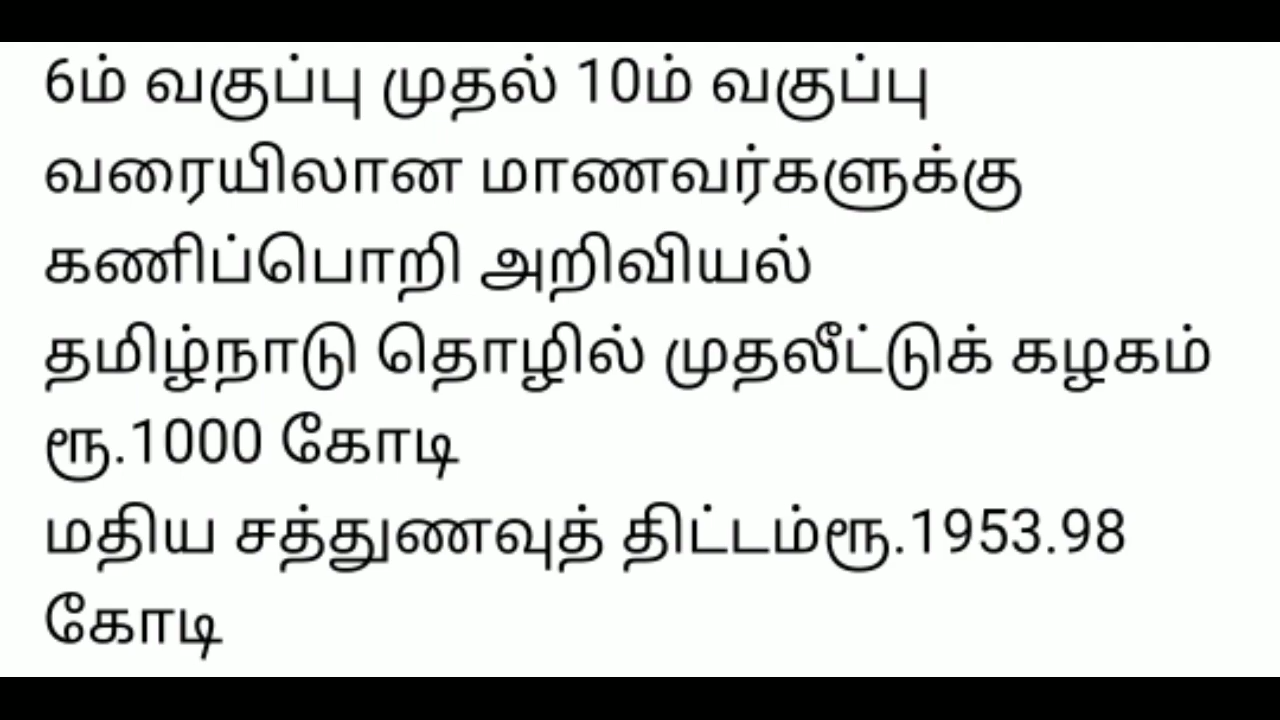 6ம் வகுப்பு முதல் 10ம் வகுப்பு
வரையிலான மாணவர்களுக்கு
கணிப்பொறி அறிவியல்
தமிழ்நாடு தொழில் முதலீட்டுக் கழகம்
ரூ.1000 கோடி
மதிய சத்துணவுத் திட்டம்ரூ.1953.98
கோடி